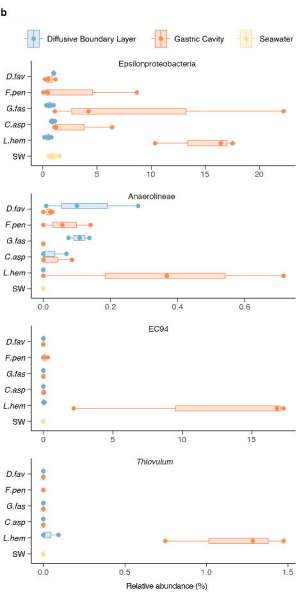 b
Diffusive Boundary Layer Gastric Cavity Seawater
Epsilonproteobacteria
D.fav
F.pen
G.fas
C.asp
L.hem
SW
0 5 10 15 20
Anaerolineae
D.fav
F.pen
G.fas
C.asp
L.hem
SW
0.0 0.2 0.4 0.6
EC94
D.fav
F.pen
G.fas
C.asp
L.hem
SW
0 5 10 15
Thiovulum
D.fav
F.pen
G.fas
C.asp
L.hem
SW
0.0 0.5 1.0 1.5
Relative abundance (%)